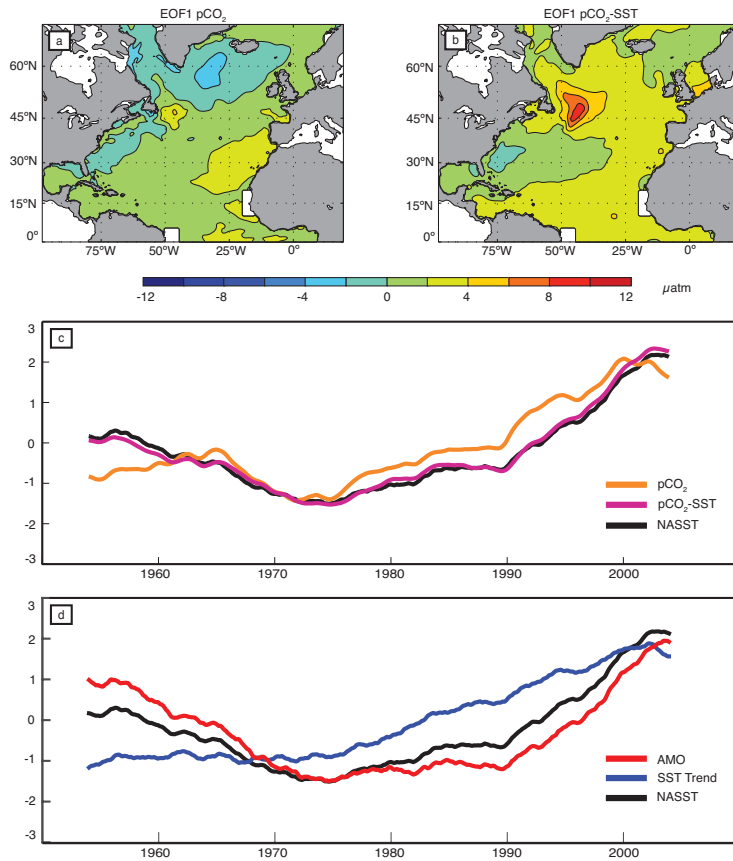 EOF1 pCO₂
EOF1 pCO₂-SST
a
b
60°N
45°N
30°N
15°N
0°
75°W
50°W
25°W
0°
60°N
45°N
30°N
15°N
0°
75°W
50°W
25°W
0°
-12
-8
-4
0
4
8
12
μatm
c
3
2
1
0
-1
-2
-3
pCO₂
pCO₂-SST
NASST
1960
1970
1980
1990
2000
d
3
2
1
0
-1
-2
-3
AMO
SST Trend
NASST
1960
1970
1980
1990
2000